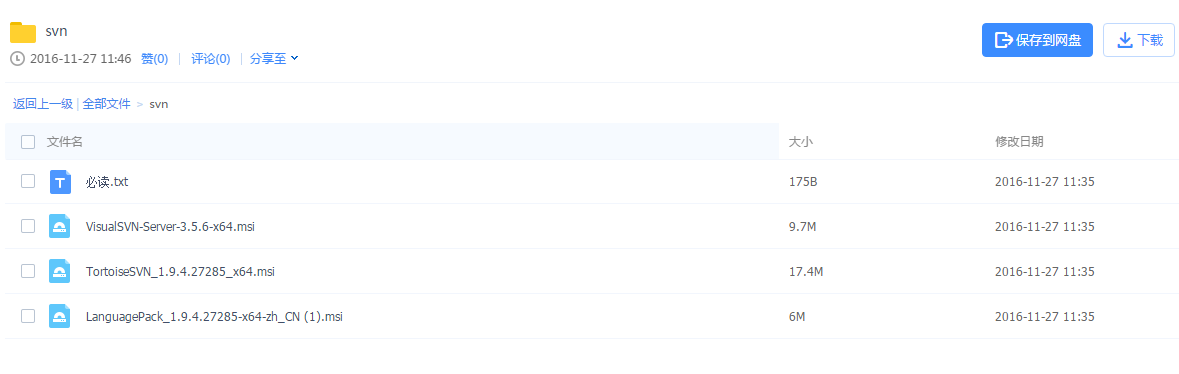 svn
2016-11-27 11:46 赞(0) | 评论(0) | 分享至
保存到网盘 下载
返回上一级 | 全部文件 > svn
文件名 大小 修改日期
必读.txt 175B 2016-11-27 11:35
VisualSVN-Server-3.5.6-x64.msi 9.7M 2016-11-27 11:35
TortoiseSVN_1.9.4.27285_x64.msi 17.4M 2016-11-27 11:35
LanguagePack_1.9.4.27285-x64-zh_CN (1).msi 6M 2016-11-27 11:35